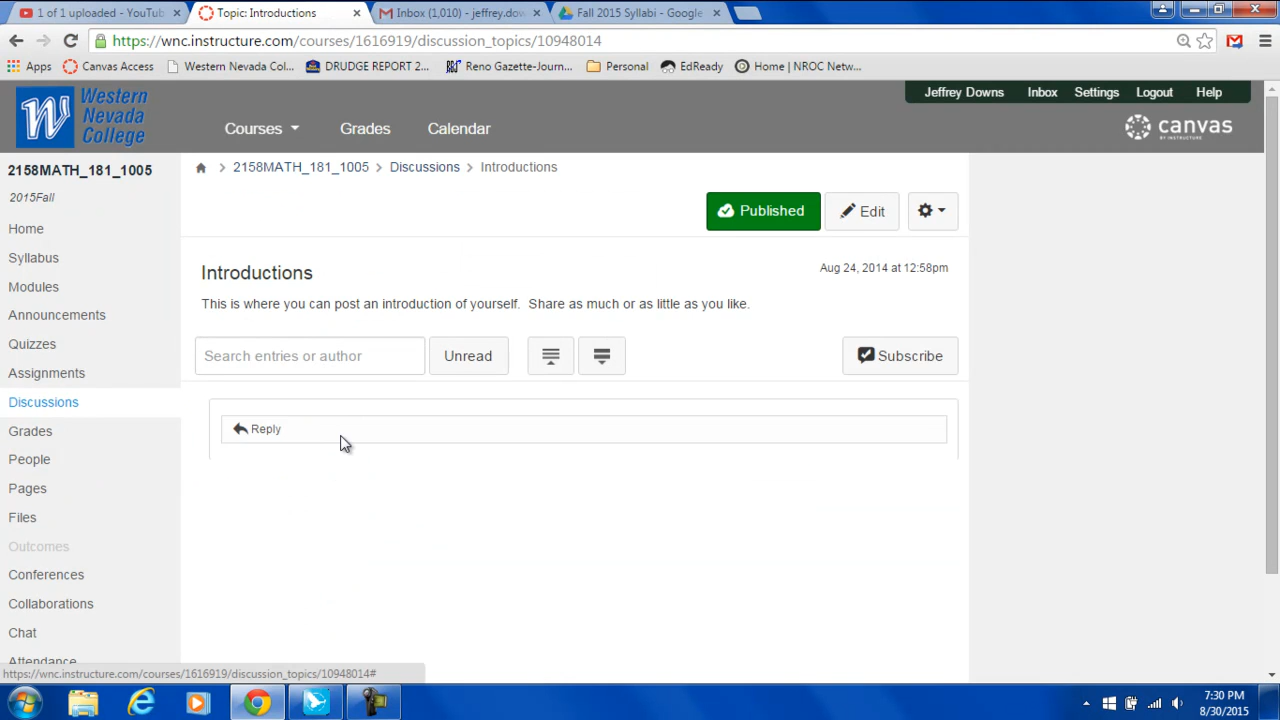 1 of 1 uploaded - YouTub
Topic: Introductions
Inbox (1,010) - jeffrey.dow
Fall 2015 Syllabi - Google
https://wnc.instructure.com/courses/1616919/discussion_topics/10948014
Apps
Canvas Access
Western Nevada Col...
DRUDGE REPORT 2...
Reno Gazette-Journ...
Personal
EdReady
Home | NROC Netw...
Western
Nevada
College
Jeffrey Downs
Inbox
Settings
Logout
Help
Courses
Grades
Calendar
canvas
BY INSTRUCTURE
2158MATH_181_1005
2015Fall
Home
Syllabus
Modules
Announcements
Quizzes
Assignments
Discussions
Grades
People
Pages
Files
Outcomes
Conferences
Collaborations
Chat
Attendance
2158MATH_181_1005 > Discussions > Introductions
Published
Edit
Introductions
Aug 24, 2014 at 12:58pm
This is where you can post an introduction of yourself.  Share as much or as little as you like.
Search entries or author
Unread
Subscribe
Reply
https://wnc.instructure.com/courses/1616919/discussion_topics/10948014#
7:30 PM
8/30/2015